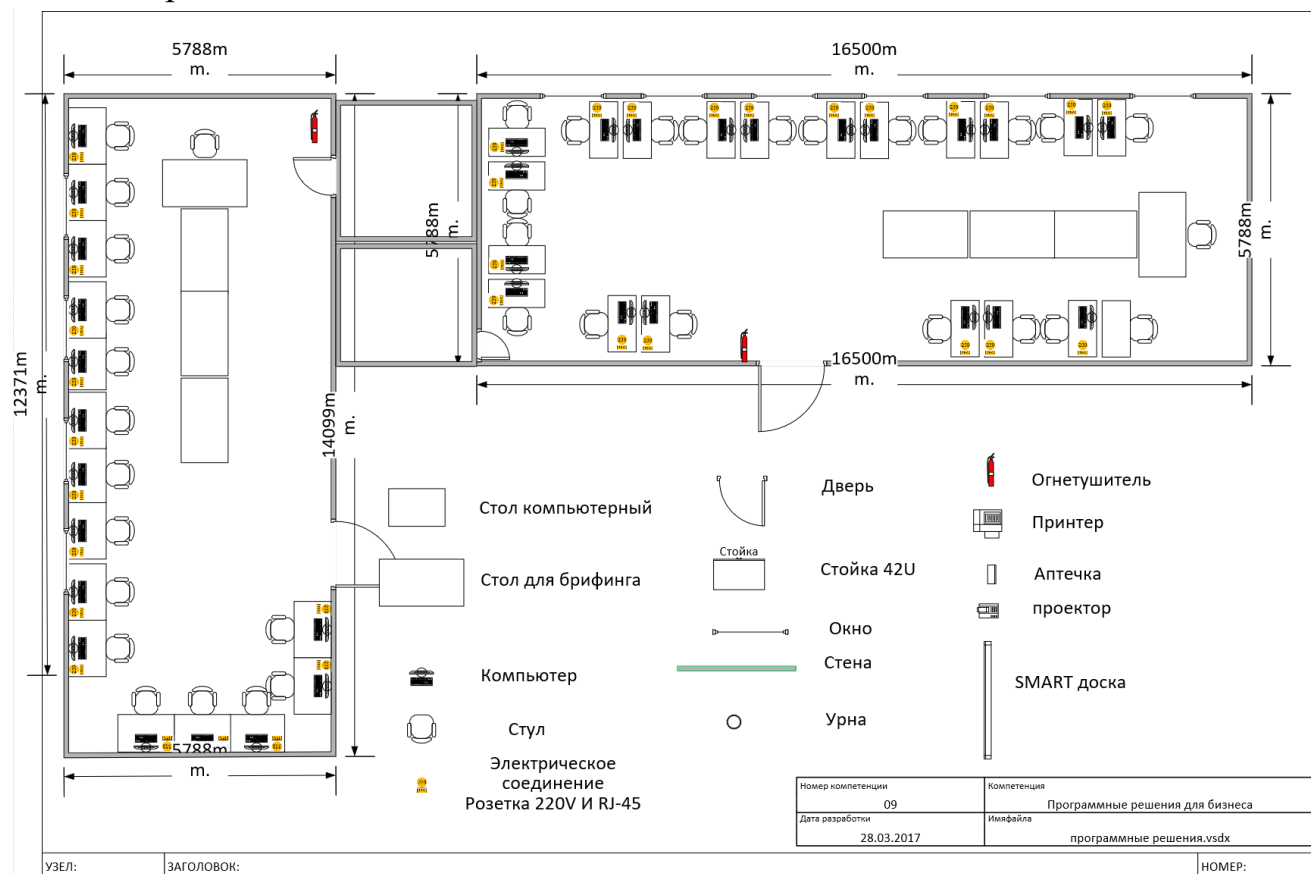 5788m
m.
16500m
m.
12371m
m.
5788m
m.
5788m
m.
14099m
m.
16500m
m.
5788m
m.
Стол компьютерный
Стол для брифинга
Компьютер
Стул
Электрическое
соединение
Розетка 220V И RJ-45
Дверь
Стойка
Стойка 42U
Окно
Стена
Урна
Огнетушитель
Принтер
Аптечка
проектор
SMART доска
Номер компетенции
09
Компетенция
Программные решения для бизнеса
Дата разработки
28.03.2017
Имяфайла
программные решения.vsdx
УЗЕЛ:
ЗАГОЛОВОК:
НОМЕР: